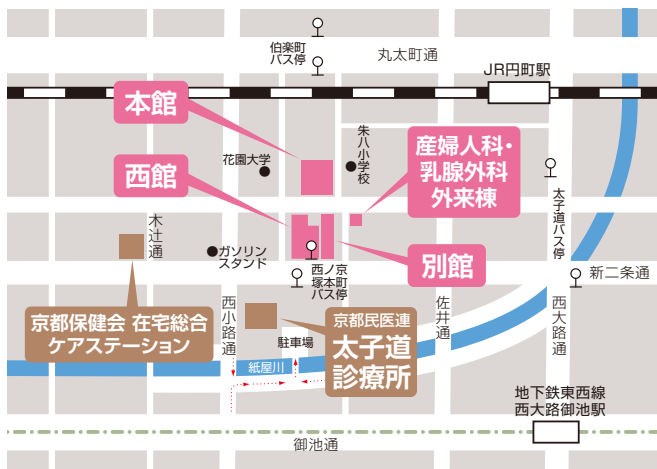 伯楽町
バス停
丸太町通
JR円町駅
本館
朱八小学校
花園大学
産婦人科・
乳腺外科
外来棟
西館
太子道バス停
木辻通
ガソリン
スタンド
別館
西ノ京
塚本町
バス停
新二条通
京都保健会 在宅総合
ケアステーション
西小路通
京都民医連
太子道
診療所
佐井通
西大路通
駐車場
紙屋川
地下鉄東西線
西大路御池駅
御池通